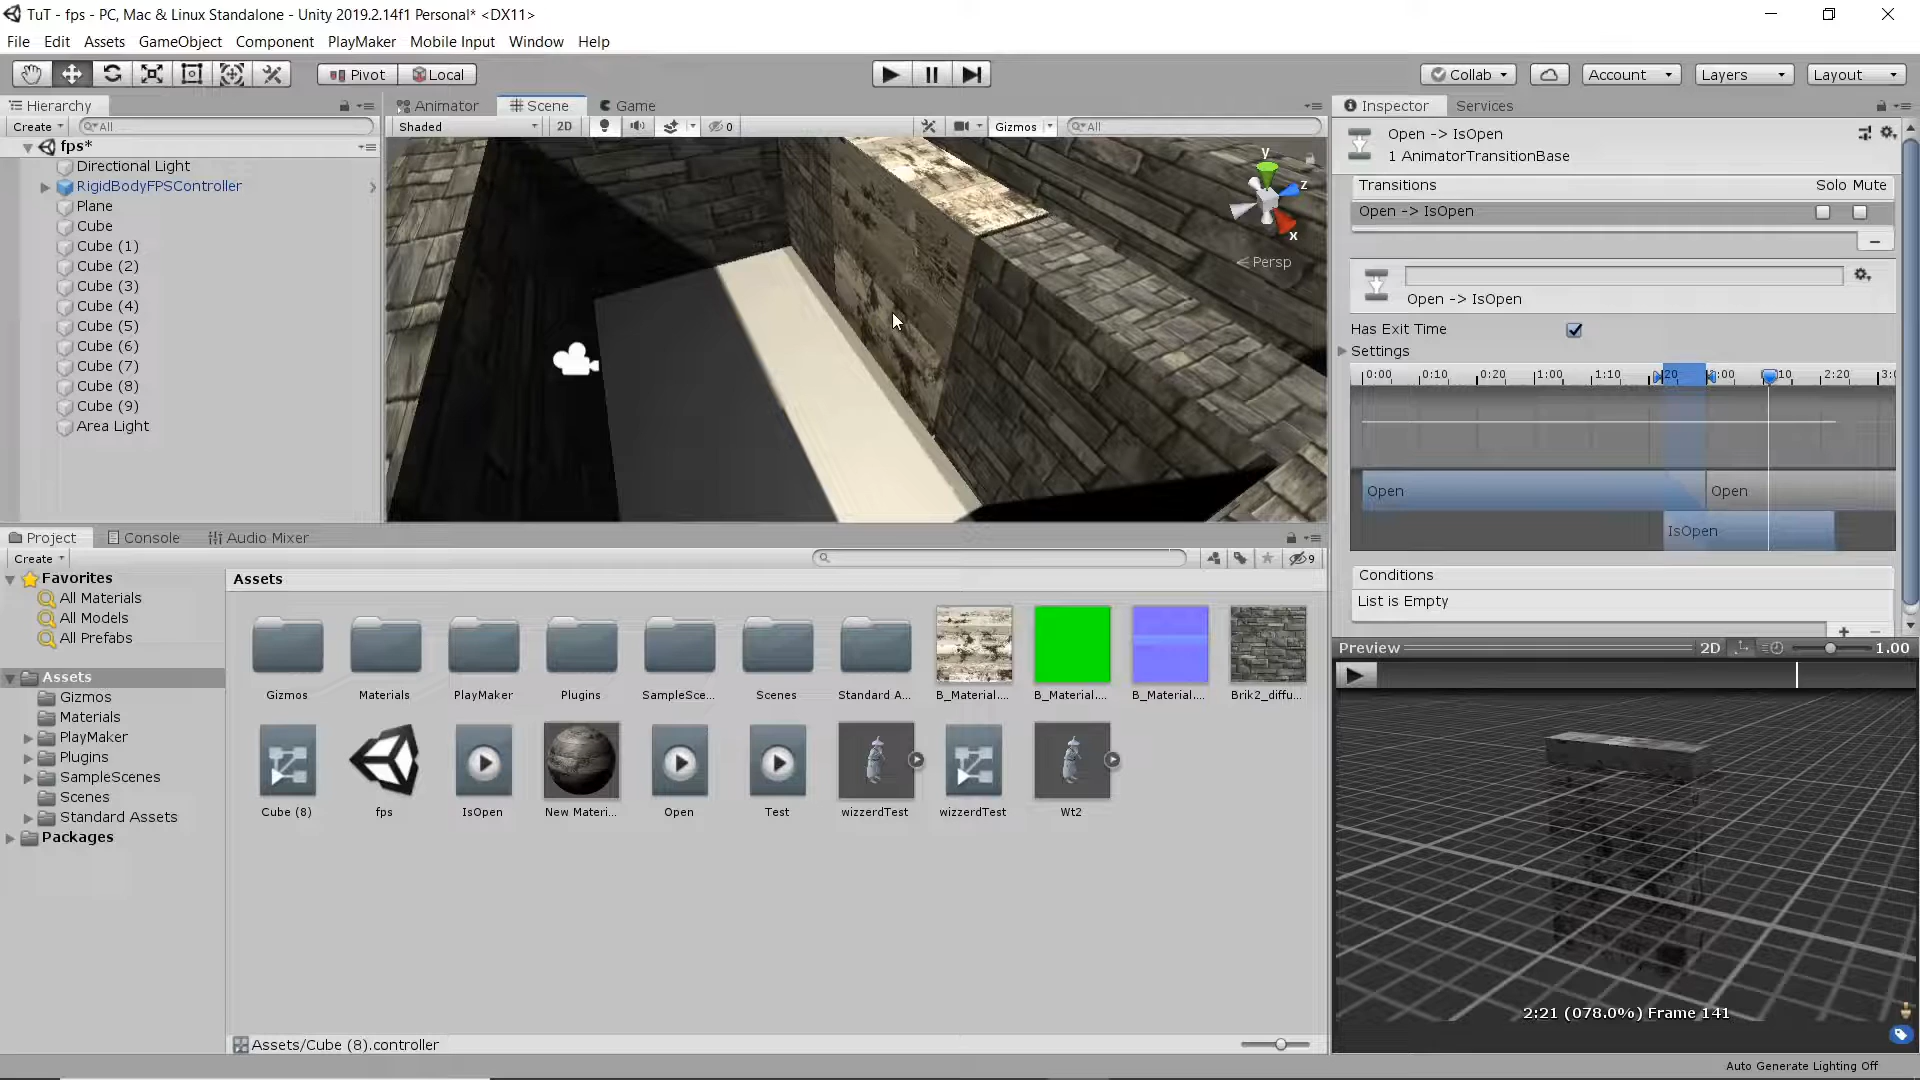 TuT - fps - PC, Mac & Linux Standalone - Unity 2019.2.14f1 Personal* <DX11>
File Edit Assets GameObject Component PlayMaker Mobile Input Window Help
Pivot Local Collab Account Layers Layout
Hierarchy
Create All
fps*
Directional Light
RigidBodyFPSController
Plane
Cube
Cube (1)
Cube (2)
Cube (3)
Cube (4)
Cube (5)
Cube (6)
Cube (7)
Cube (8)
Cube (9)
Area Light
Animator Scene Game
Shaded 2D 0 Gizmos All
y
z
x
Persp
Inspector Services
Open -> IsOpen
1 AnimatorTransitionBase
Transitions Solo Mute
Open -> IsOpen
Open -> IsOpen
Has Exit Time
Settings
0:00 0:10 0:20 1:00 1:10 :20 :00 :10 2:20 3:
Open Open
IsOpen
Conditions
List is Empty
Preview 2D 1.00
2:21 (078.0%) Frame 141
Project Console Audio Mixer
Create 9
Favorites
All Materials
All Models
All Prefabs
Assets
Gizmos
Materials
PlayMaker
Plugins
SampleScenes
Scenes
Standard Assets
Packages
Assets
Gizmos Materials PlayMaker Plugins SampleSce... Scenes Standard A... B_Material.... B_Material.... B_Material.... Brik2_diffu...
Cube (8) fps IsOpen New Materi... Open Test wizzerdTest wizzerdTest Wt2
Assets/Cube (8).controller
Auto Generate Lighting Off